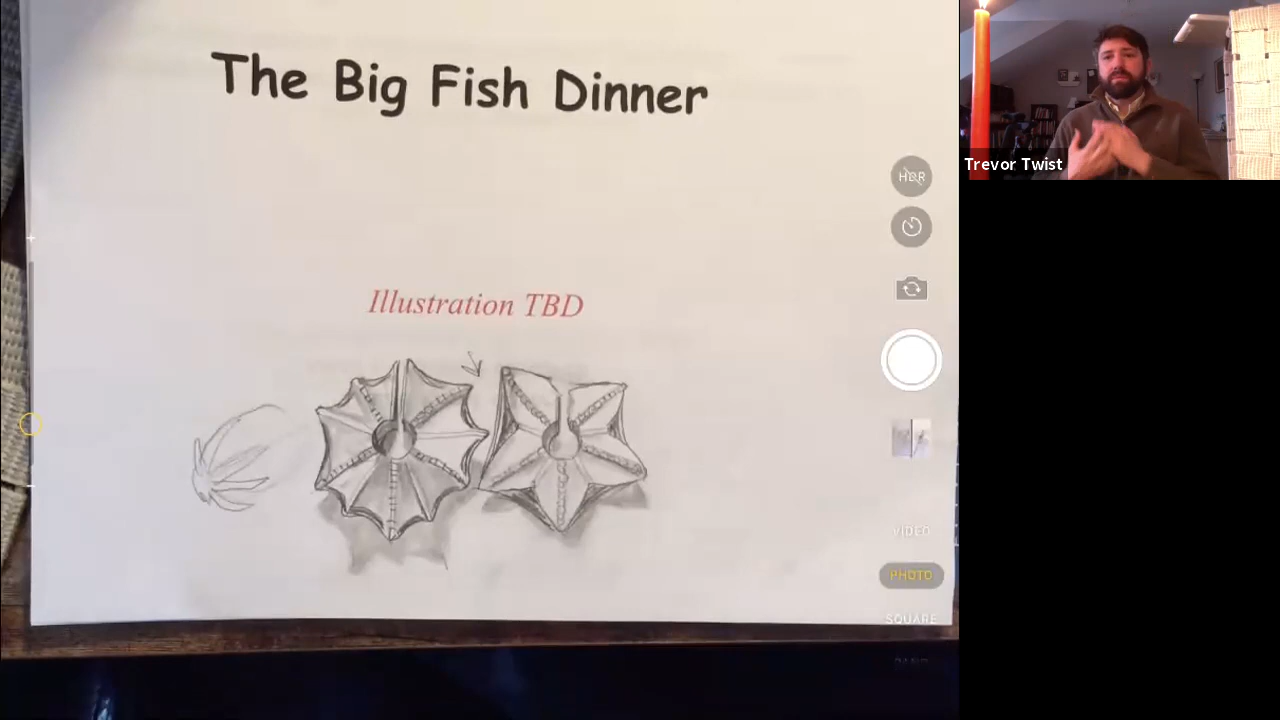 The Big Fish Dinner
Illustration TBD
HDR
VIDEO
PHOTO
SQUARE
Trevor Twist